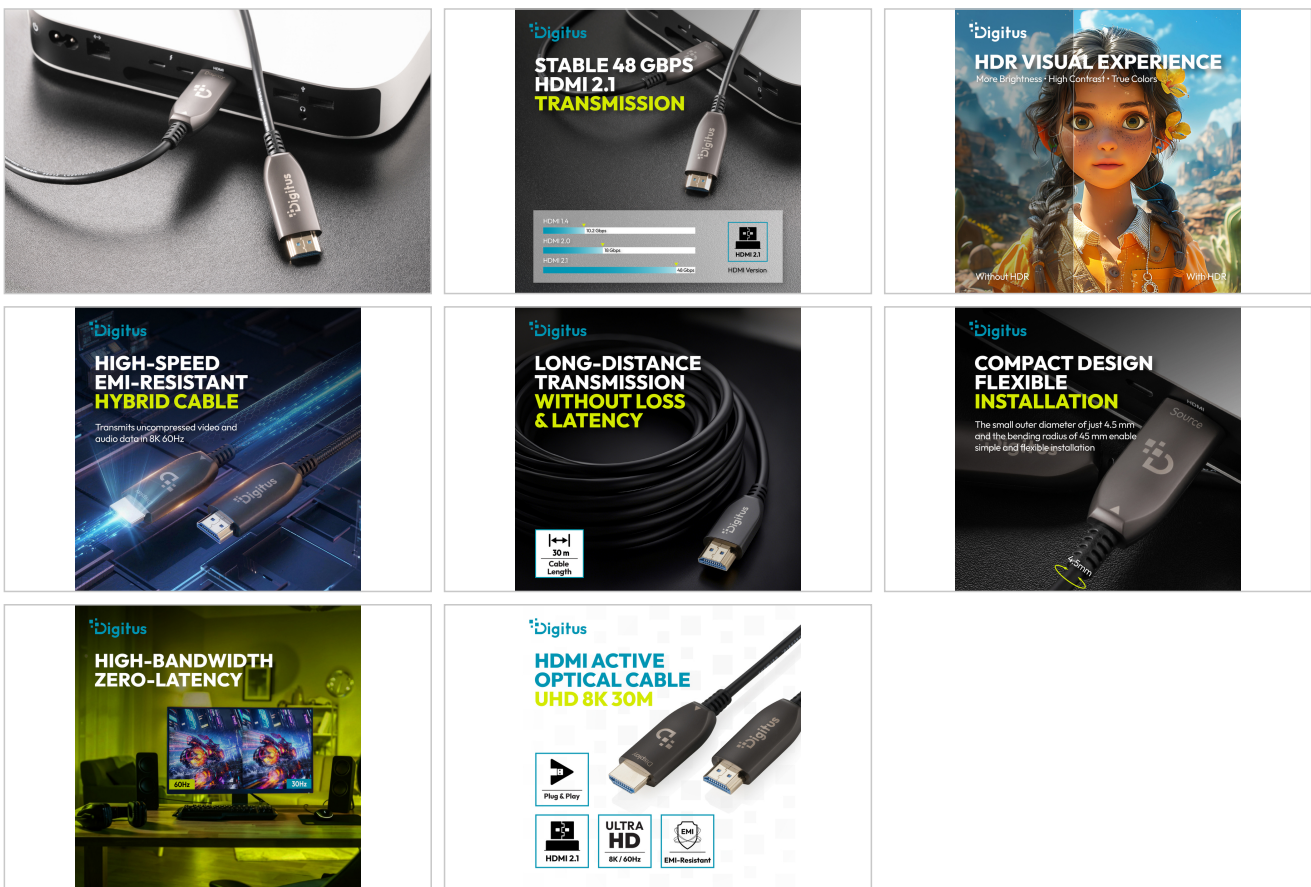 HDMI
Digitus
Digitus
STABLE 48 GBPS
HDMI 2.1
TRANSMISSION
Digitus
HDMI 1.4
10.2 Gbps
HDMI 2.0
18 Gbps
HDMI 2.1
48 Gbps
HDMI 2.1
HDMI Version
Digitus
HDR VISUAL EXPERIENCE
More Brightness • High Contrast • True Colors
Without HDR
With HDR
Digitus
HIGH-SPEED
EMI-RESISTANT
HYBRID CABLE
Transmits uncompressed video and
audio data in 8K 60Hz
Digitus
Digitus
LONG-DISTANCE
TRANSMISSION
WITHOUT LOSS
& LATENCY
Digitus
30 m
Cable
Length
Digitus
COMPACT DESIGN
FLEXIBLE
INSTALLATION
HDMI
Source
The small outer diameter of just 4.5 mm
and the bending radius of 45 mm enable
simple and flexible installation
Digitus
4.5mm
Digitus
HIGH-BANDWIDTH
ZERO-LATENCY
60Hz
30Hz
Digitus
HDMI ACTIVE
OPTICAL CABLE
UHD 8K 30M
Display
Digitus
Plug & Play
HDMI 2.1
ULTRA
HD
8K / 60Hz
EMI
EMI-Resistant